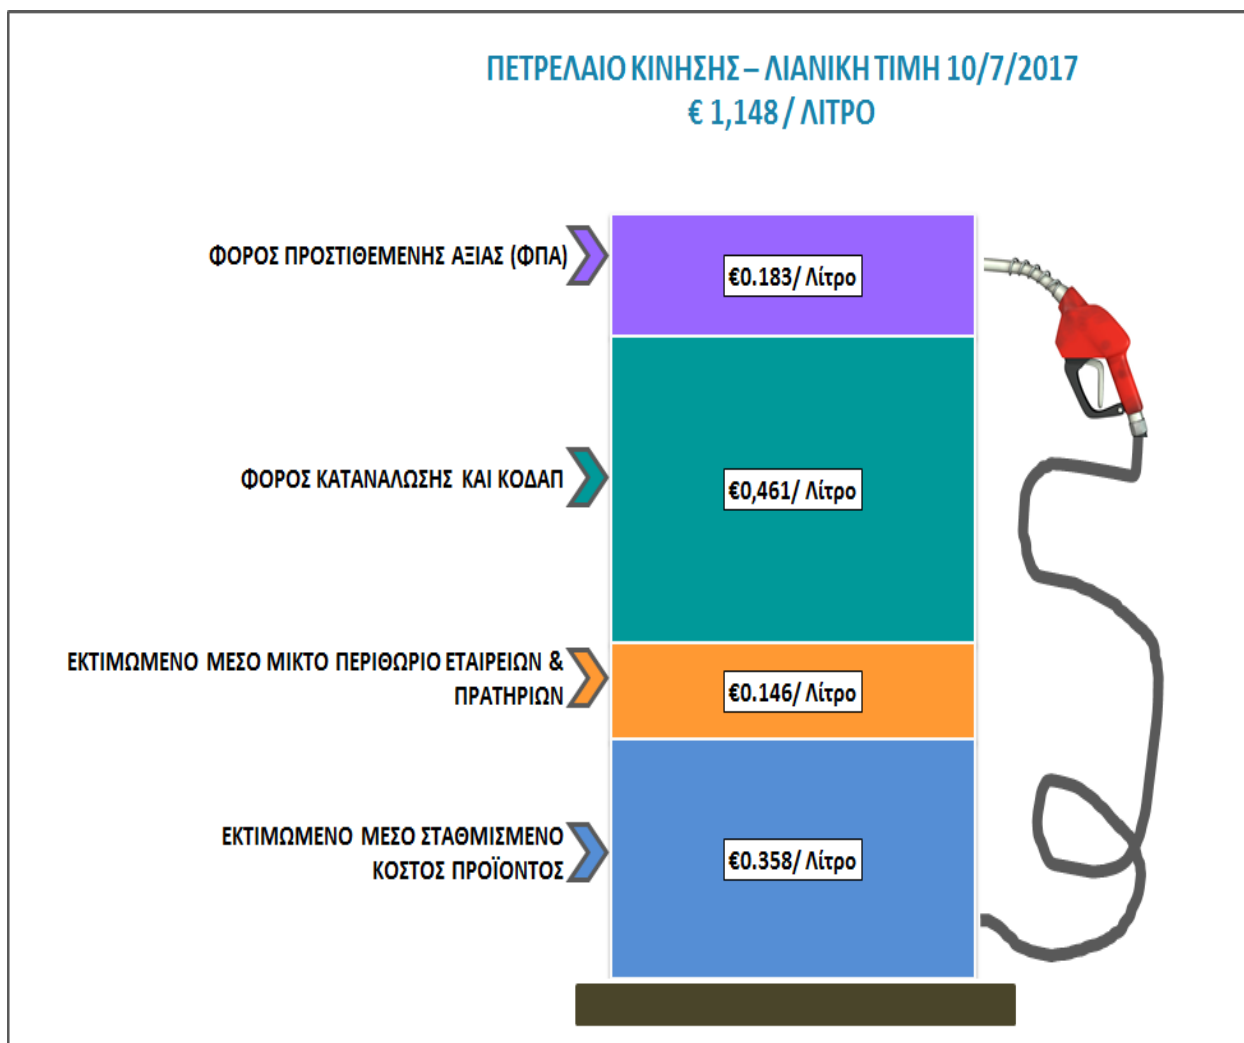 ΠΕΤΡΕΛΑΙΟ ΚΙΝΗΣΗΣ – ΛΙΑΝΙΚΗ ΤΙΜΗ 10/7/2017
€ 1,148 / ΛΙΤΡΟ
ΦΟΡΟΣ ΠΡΟΣΤΙΘΕΜΕΝΗΣ ΑΞΙΑΣ (ΦΠΑ)
€0.183/ Λίτρο
ΦΟΡΟΣ ΚΑΤΑΝΑΛΩΣΗΣ ΚΑΙ ΚΟΔΑΠ
€0,461/ Λίτρο
ΕΚΤΙΜΩΜΕΝΟ ΜΕΣΟ ΜΙΚΤΟ ΠΕΡΙΘΩΡΙΟ ΕΤΑΙΡΕΙΩΝ &
ΠΡΑΤΗΡΙΩΝ
€0.146/ Λίτρο
ΕΚΤΙΜΩΜΕΝΟ ΜΕΣΟ ΣΤΑΘΜΙΣΜΕΝΟ
ΚΟΣΤΟΣ ΠΡΟΪΟΝΤΟΣ
€0.358/ Λίτρο